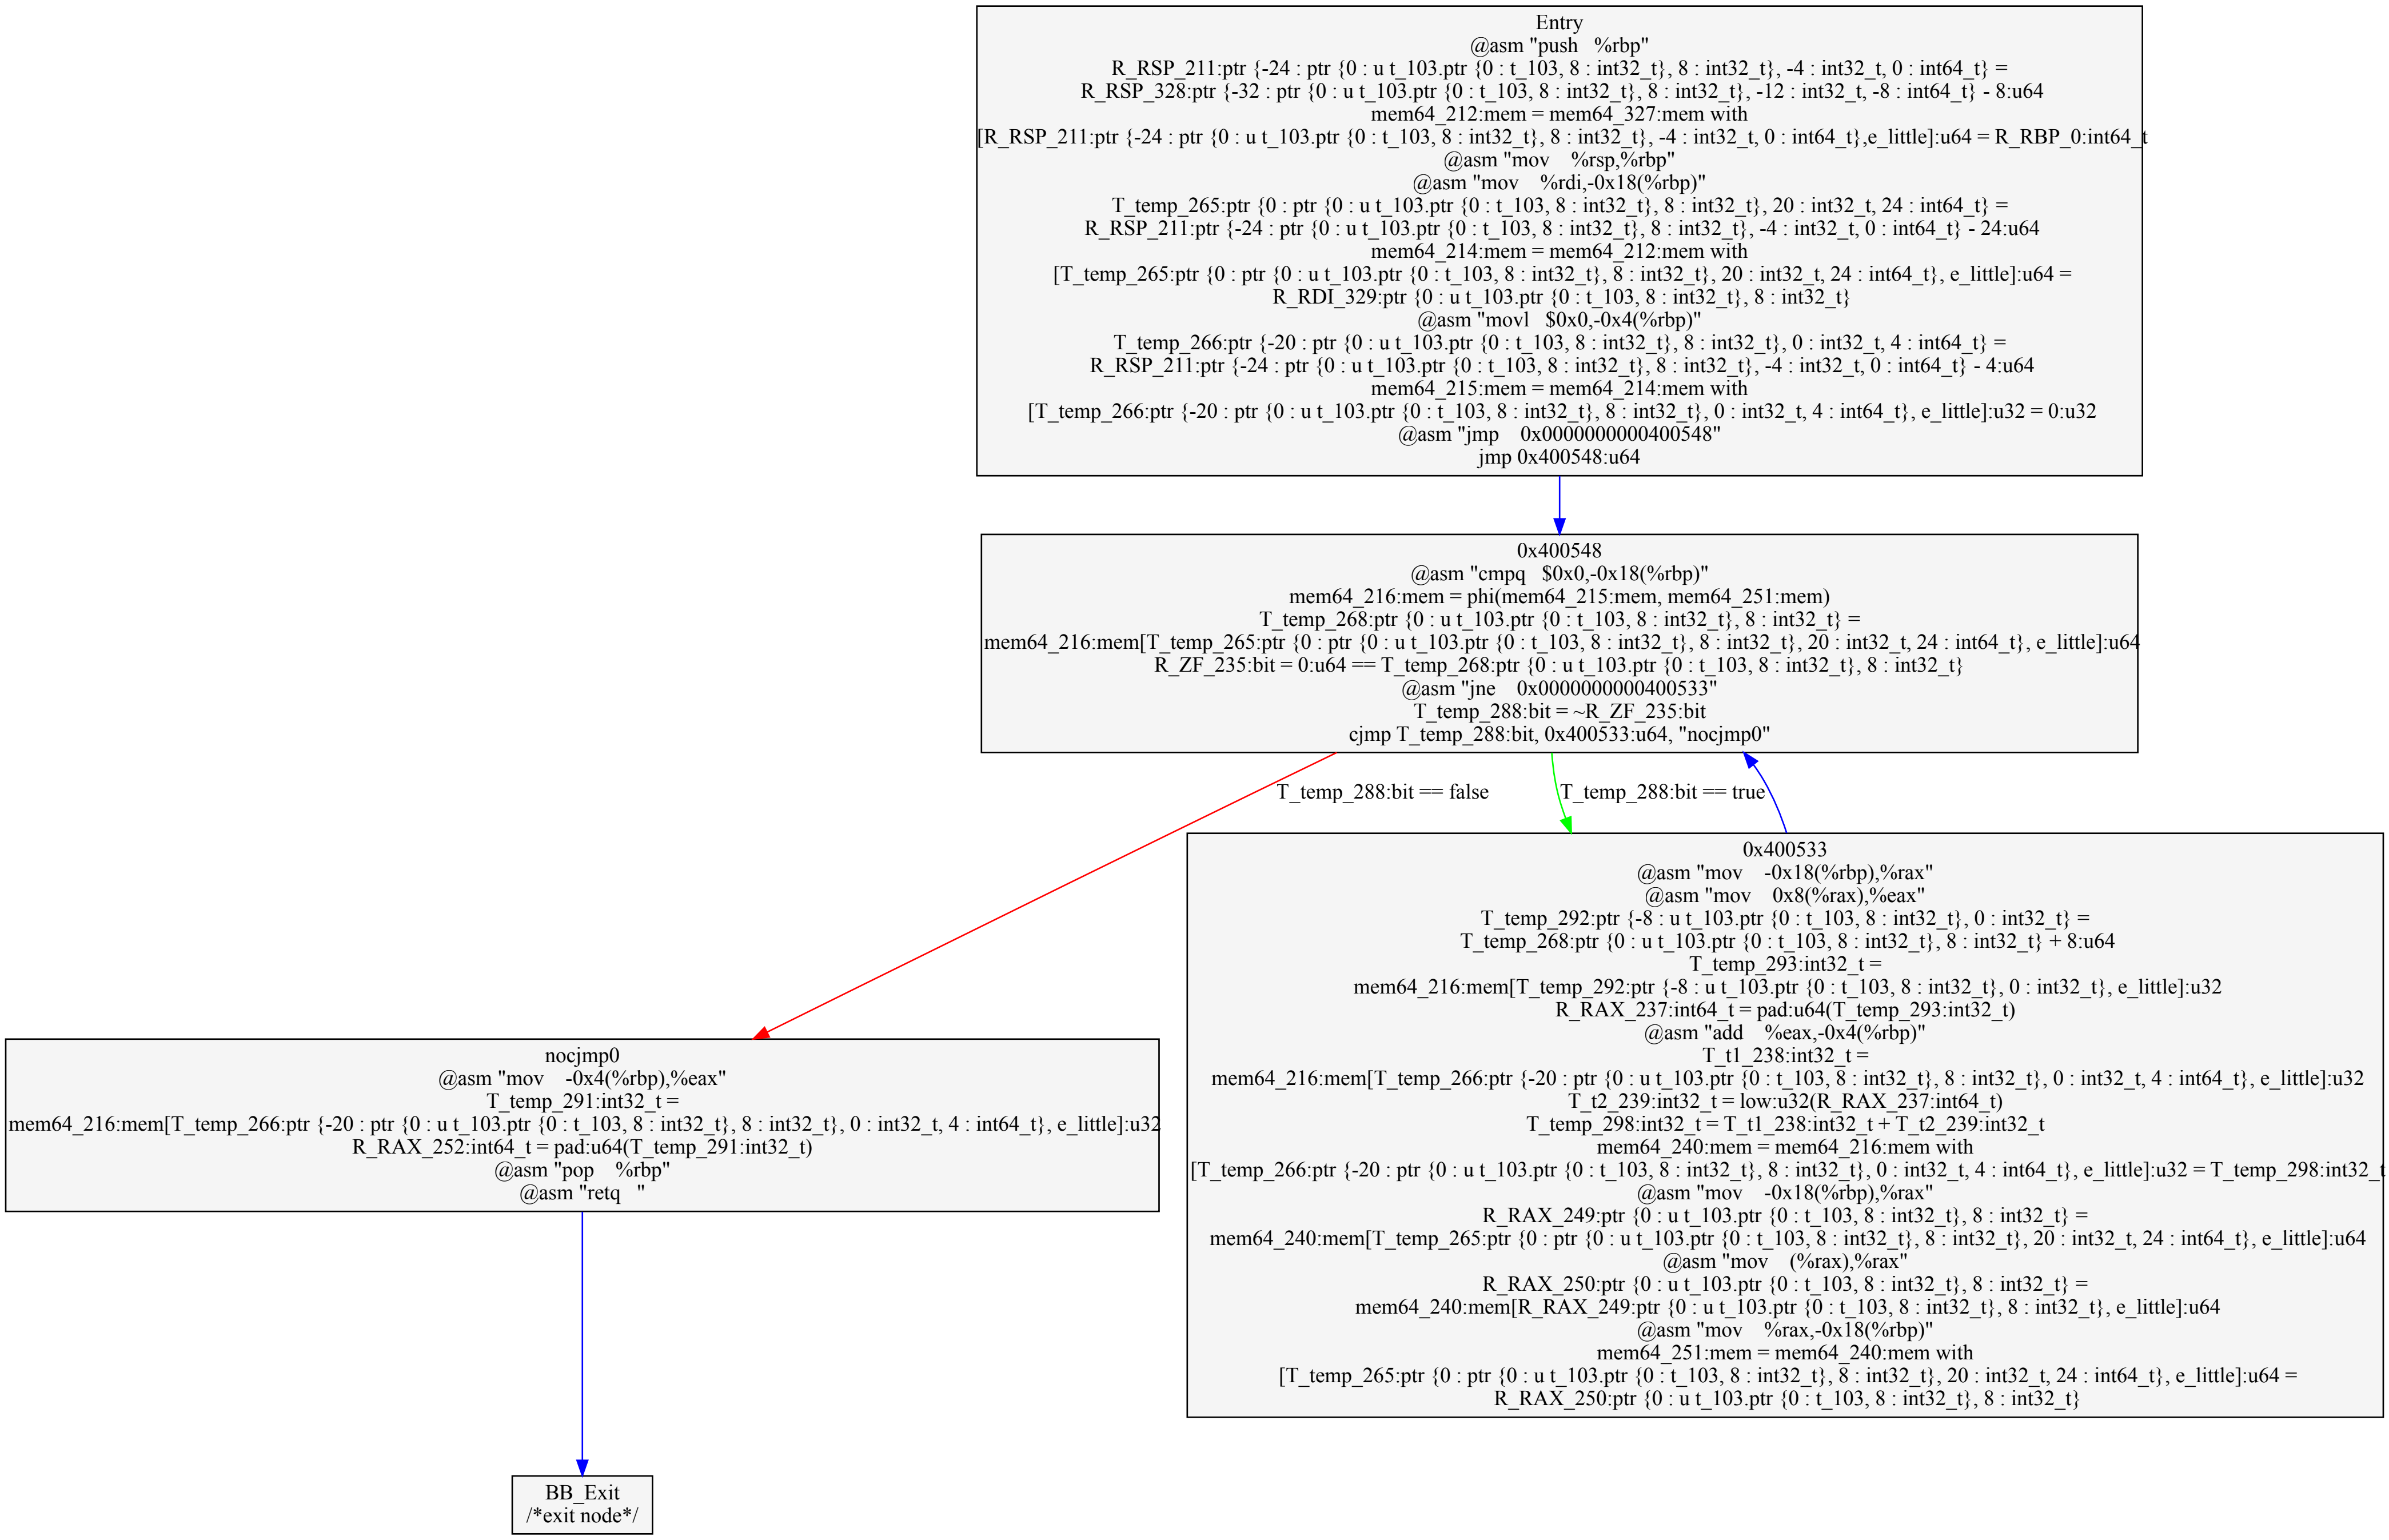 Entry
@asm "push   %rbp"
R_RSP_211:ptr {-24 : ptr {0 : u t_103.ptr {0 : t_103, 8 : int32_t}, 8 : int32_t}, -4 : int32_t, 0 : int64_t} =
R_RSP_328:ptr {-32 : ptr {0 : u t_103.ptr {0 : t_103, 8 : int32_t}, 8 : int32_t}, -12 : int32_t, -8 : int64_t} - 8:u64
mem64_212:mem = mem64_327:mem with
[R_RSP_211:ptr {-24 : ptr {0 : u t_103.ptr {0 : t_103, 8 : int32_t}, 8 : int32_t}, -4 : int32_t, 0 : int64_t},e_little]:u64 = R_RBP_0:int64_t
@asm "mov    %rsp,%rbp"
@asm "mov    %rdi,-0x18(%rbp)"
T_temp_265:ptr {0 : ptr {0 : u t_103.ptr {0 : t_103, 8 : int32_t}, 8 : int32_t}, 20 : int32_t, 24 : int64_t} =
R_RSP_211:ptr {-24 : ptr {0 : u t_103.ptr {0 : t_103, 8 : int32_t}, 8 : int32_t}, -4 : int32_t, 0 : int64_t} - 24:u64
mem64_214:mem = mem64_212:mem with
[T_temp_265:ptr {0 : ptr {0 : u t_103.ptr {0 : t_103, 8 : int32_t}, 8 : int32_t}, 20 : int32_t, 24 : int64_t}, e_little]:u64 =
R_RDI_329:ptr {0 : u t_103.ptr {0 : t_103, 8 : int32_t}, 8 : int32_t}
@asm "movl   $0x0,-0x4(%rbp)"
T_temp_266:ptr {-20 : ptr {0 : u t_103.ptr {0 : t_103, 8 : int32_t}, 8 : int32_t}, 0 : int32_t, 4 : int64_t} =
R_RSP_211:ptr {-24 : ptr {0 : u t_103.ptr {0 : t_103, 8 : int32_t}, 8 : int32_t}, -4 : int32_t, 0 : int64_t} - 4:u64
mem64_215:mem = mem64_214:mem with
[T_temp_266:ptr {-20 : ptr {0 : u t_103.ptr {0 : t_103, 8 : int32_t}, 8 : int32_t}, 0 : int32_t, 4 : int64_t}, e_little]:u32 = 0:u32
@asm "jmp    0x0000000000400548"
jmp 0x400548:u64
0x400548
@asm "cmpq   $0x0,-0x18(%rbp)"
mem64_216:mem = phi(mem64_215:mem, mem64_251:mem)
T_temp_268:ptr {0 : u t_103.ptr {0 : t_103, 8 : int32_t}, 8 : int32_t} =
mem64_216:mem[T_temp_265:ptr {0 : ptr {0 : u t_103.ptr {0 : t_103, 8 : int32_t}, 8 : int32_t}, 20 : int32_t, 24 : int64_t}, e_little]:u64
R_ZF_235:bit = 0:u64 == T_temp_268:ptr {0 : u t_103.ptr {0 : t_103, 8 : int32_t}, 8 : int32_t}
@asm "jne    0x0000000000400533"
T_temp_288:bit = ~R_ZF_235:bit
cjmp T_temp_288:bit, 0x400533:u64, "nocjmp0"
T_temp_288:bit == false
T_temp_288:bit == true
0x400533
@asm "mov    -0x18(%rbp),%rax"
@asm "mov    0x8(%rax),%eax"
T_temp_292:ptr {-8 : u t_103.ptr {0 : t_103, 8 : int32_t}, 0 : int32_t} =
T_temp_268:ptr {0 : u t_103.ptr {0 : t_103, 8 : int32_t}, 8 : int32_t} + 8:u64
T_temp_293:int32_t =
mem64_216:mem[T_temp_292:ptr {-8 : u t_103.ptr {0 : t_103, 8 : int32_t}, 0 : int32_t}, e_little]:u32
R_RAX_237:int64_t = pad:u64(T_temp_293:int32_t)
@asm "add    %eax,-0x4(%rbp)"
T_t1_238:int32_t =
mem64_216:mem[T_temp_266:ptr {-20 : ptr {0 : u t_103.ptr {0 : t_103, 8 : int32_t}, 8 : int32_t}, 0 : int32_t, 4 : int64_t}, e_little]:u32
T_t2_239:int32_t = low:u32(R_RAX_237:int64_t)
T_temp_298:int32_t = T_t1_238:int32_t + T_t2_239:int32_t
mem64_240:mem = mem64_216:mem with
[T_temp_266:ptr {-20 : ptr {0 : u t_103.ptr {0 : t_103, 8 : int32_t}, 8 : int32_t}, 0 : int32_t, 4 : int64_t}, e_little]:u32 = T_temp_298:int32_t
@asm "mov    -0x18(%rbp),%rax"
R_RAX_249:ptr {0 : u t_103.ptr {0 : t_103, 8 : int32_t}, 8 : int32_t} =
mem64_240:mem[T_temp_265:ptr {0 : ptr {0 : u t_103.ptr {0 : t_103, 8 : int32_t}, 8 : int32_t}, 20 : int32_t, 24 : int64_t}, e_little]:u64
@asm "mov    (%rax),%rax"
R_RAX_250:ptr {0 : u t_103.ptr {0 : t_103, 8 : int32_t}, 8 : int32_t} =
mem64_240:mem[R_RAX_249:ptr {0 : u t_103.ptr {0 : t_103, 8 : int32_t}, 8 : int32_t}, e_little]:u64
@asm "mov    %rax,-0x18(%rbp)"
mem64_251:mem = mem64_240:mem with
[T_temp_265:ptr {0 : ptr {0 : u t_103.ptr {0 : t_103, 8 : int32_t}, 8 : int32_t}, 20 : int32_t, 24 : int64_t}, e_little]:u64 =
R_RAX_250:ptr {0 : u t_103.ptr {0 : t_103, 8 : int32_t}, 8 : int32_t}
nocjmp0
@asm "mov    -0x4(%rbp),%eax"
T_temp_291:int32_t =
mem64_216:mem[T_temp_266:ptr {-20 : ptr {0 : u t_103.ptr {0 : t_103, 8 : int32_t}, 8 : int32_t}, 0 : int32_t, 4 : int64_t}, e_little]:u32
R_RAX_252:int64_t = pad:u64(T_temp_291:int32_t)
@asm "pop    %rbp"
@asm "retq   "
BB_Exit
/*exit node*/